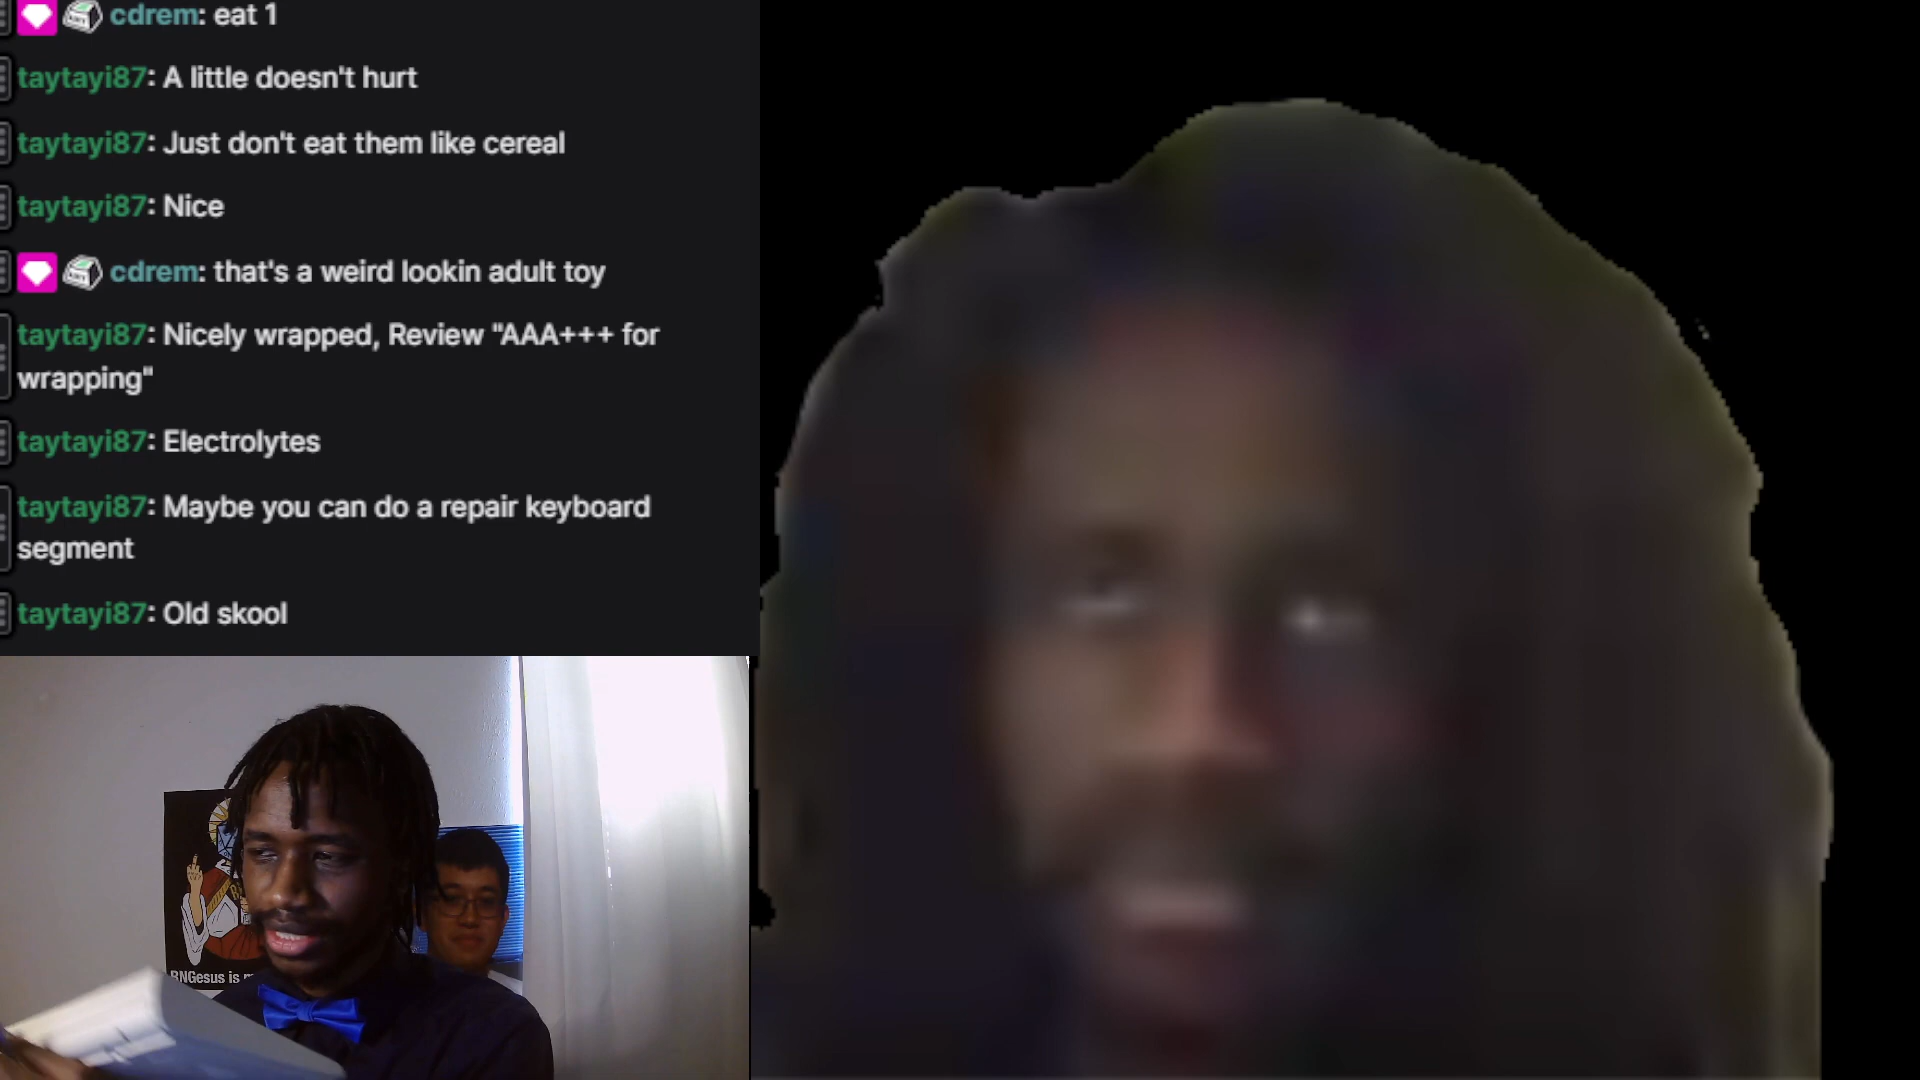 cdrem: eat 1
taytayi87: A little doesn't hurt
taytayi87: Just don't eat them like cereal
taytayi87: Nice
cdrem: that's a weird lookin adult toy
taytayi87: Nicely wrapped, Review "AAA+++ for
wrapping"
taytayi87: Electrolytes
taytayi87: Maybe you can do a repair keyboard
segment
taytayi87: Old skool
RNGesus is